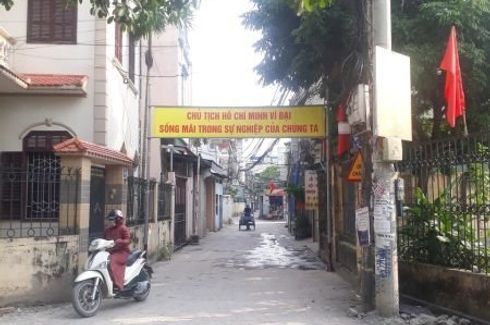 CHỦ TỊCH HỒ CHÍ MINH VĨ ĐẠI
SỐNG MÃI TRONG SỰ NGHIỆP CỦA CHÚNG TA